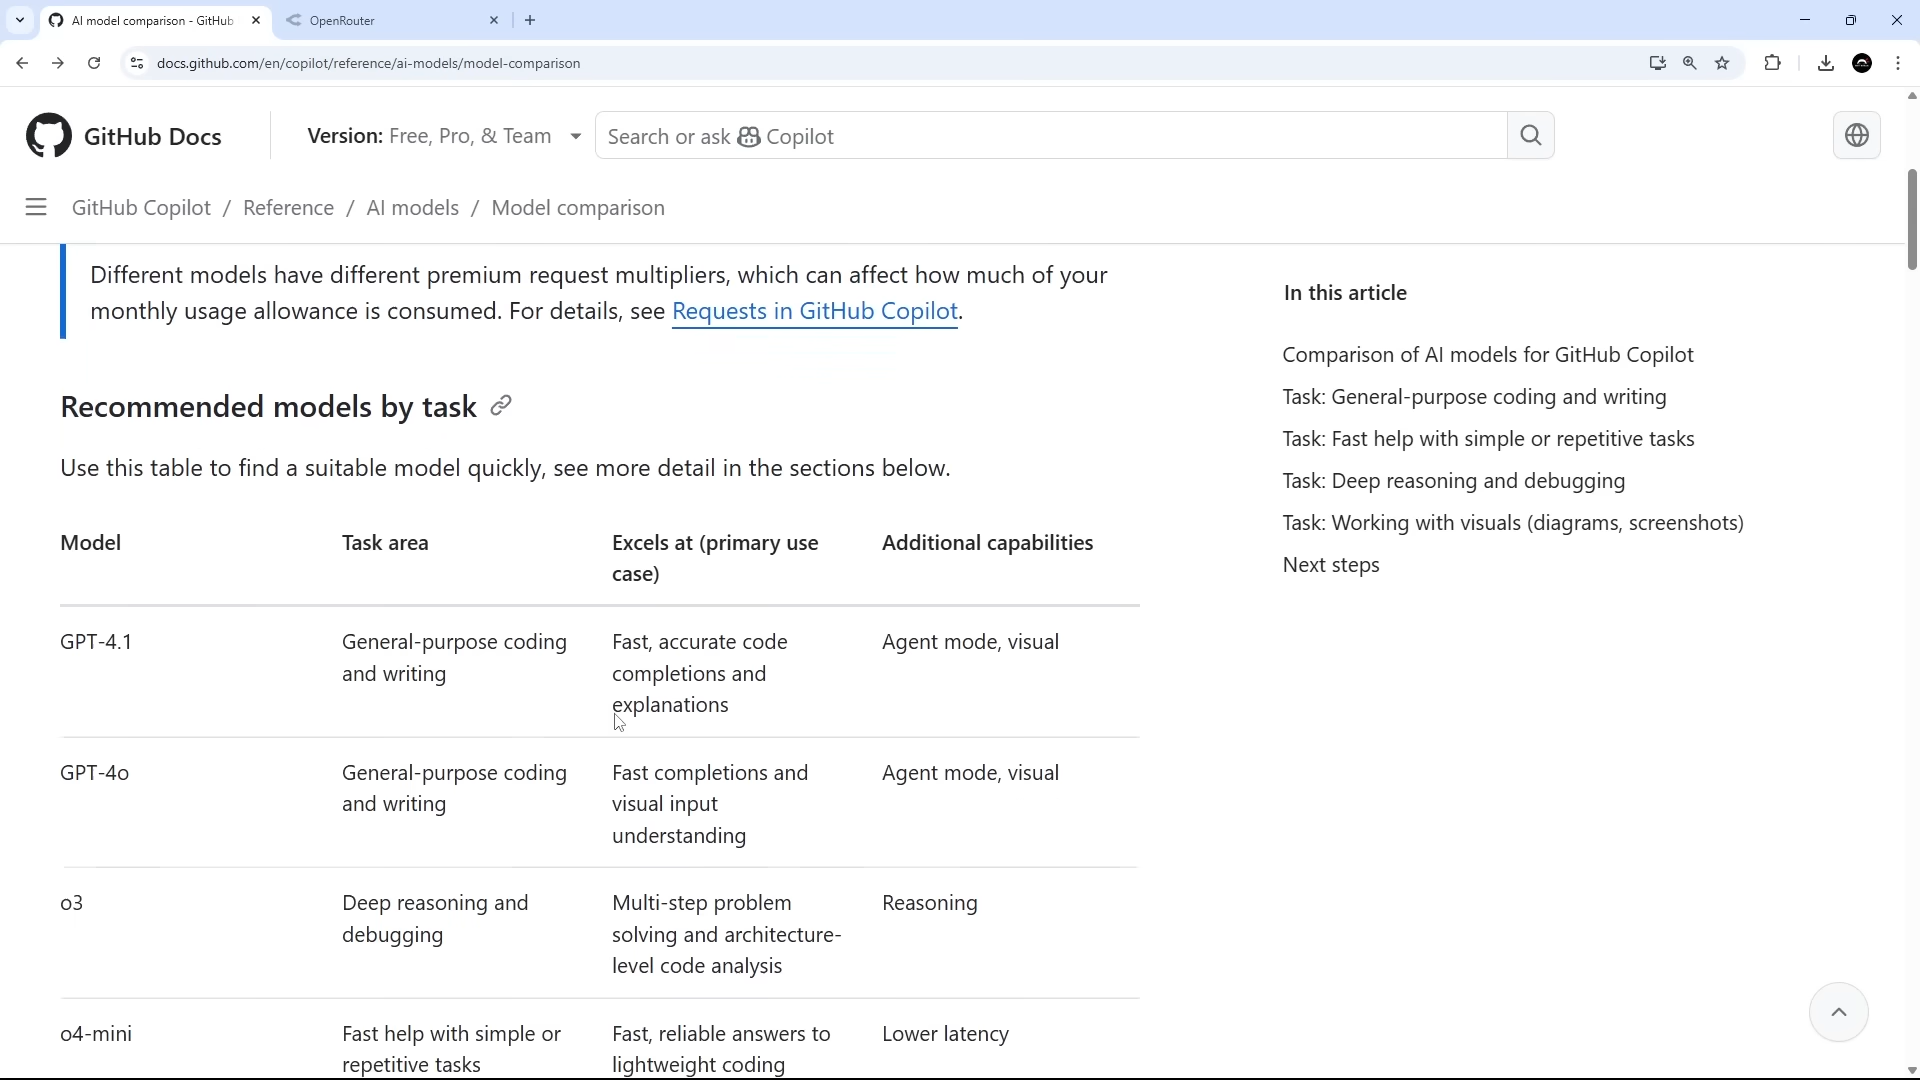 AI model comparison - GitHub
OpenRouter
docs.github.com/en/copilot/reference/ai-models/model-comparison
GitHub Docs
Version: Free, Pro, & Team
Search or ask Copilot
GitHub Copilot / Reference / AI models / Model comparison
Different models have different premium request multipliers, which can affect how much of your
monthly usage allowance is consumed. For details, see Requests in GitHub Copilot.
Recommended models by task
Use this table to find a suitable model quickly, see more detail in the sections below.
Model Task area Excels at (primary use Additional capabilities
case)
GPT-4.1 General-purpose coding Fast, accurate code Agent mode, visual
and writing completions and
explanations
GPT-4o General-purpose coding Fast completions and Agent mode, visual
and writing visual input
understanding
o3 Deep reasoning and Multi-step problem Reasoning
debugging solving and architecture-
level code analysis
o4-mini Fast help with simple or Fast, reliable answers to Lower latency
repetitive tasks lightweight coding
In this article
Comparison of AI models for GitHub Copilot
Task: General-purpose coding and writing
Task: Fast help with simple or repetitive tasks
Task: Deep reasoning and debugging
Task: Working with visuals (diagrams, screenshots)
Next steps